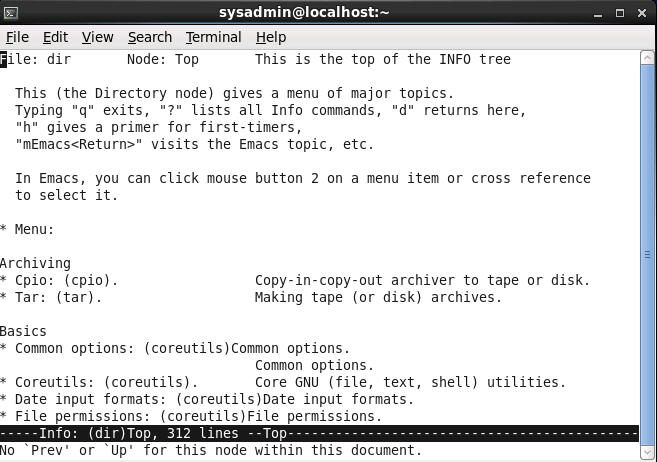 sysadmin@localhost:~
File Edit View Search Terminal Help
File: dir       Node: Top       This is the top of the INFO tree
This (the Directory node) gives a menu of major topics.
Typing "q" exits, "?" lists all Info commands, "d" returns here,
"h" gives a primer for first-timers,
"mEmacs<Return>" visits the Emacs topic, etc.
In Emacs, you can click mouse button 2 on a menu item or cross reference
to select it.
* Menu:
Archiving
* Cpio: (cpio).                 Copy-in-copy-out archiver to tape or disk.
* Tar: (tar).                   Making tape (or disk) archives.
Basics
* Common options: (coreutils)Common options.
Common options.
* Coreutils: (coreutils).       Core GNU (file, text, shell) utilities.
* Date input formats: (coreutils)Date input formats.
* File permissions: (coreutils)File permissions.
-----Info: (dir)Top, 312 lines --Top--------------------------------------------
No `Prev' or `Up' for this node within this document.